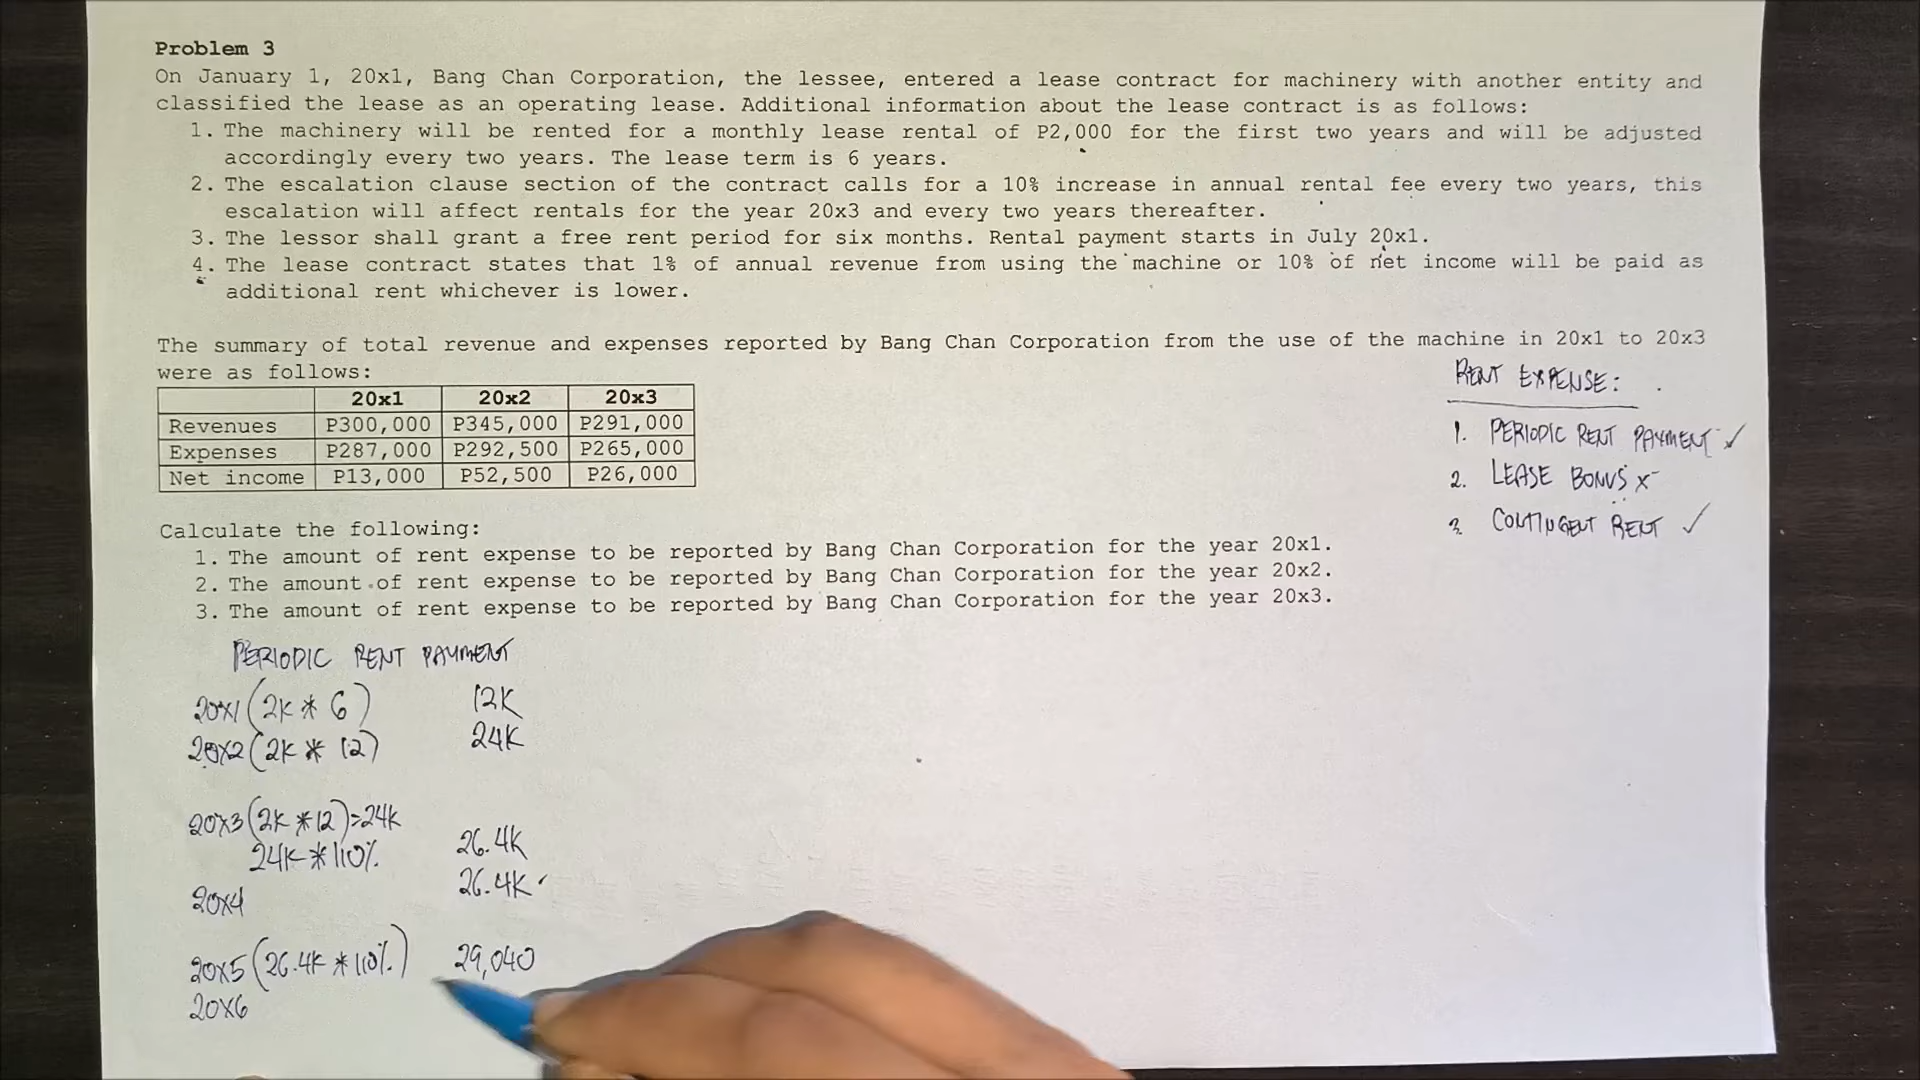 Problem 3
On January 1, 20x1, Bang Chan Corporation, the lessee, entered a lease contract for machinery with another entity and
classified the lease as an operating lease. Additional information about the lease contract is as follows:
1. The machinery will be rented for a monthly lease rental of P2,000 for the first two years and will be adjusted
accordingly every two years. The lease term is 6 years.
2. The escalation clause section of the contract calls for a 10% increase in annual rental fee every two years, this
escalation will affect rentals for the year 20x3 and every two years thereafter.
3. The lessor shall grant a free rent period for six months. Rental payment starts in July 20x1.
4. The lease contract states that 1% of annual revenue from using the machine or 10% of net income will be paid as
additional rent whichever is lower.
The summary of total revenue and expenses reported by Bang Chan Corporation from the use of the machine in 20x1 to 20x3
were as follows:
20x1 20x2 20x3
Revenues P300,000 P345,000 P291,000
Expenses P287,000 P292,500 P265,000
Net income P13,000 P52,500 P26,000
RENT EXPENSE:
1. PERIODIC RENT PAYMENT ✓
2. LEASE BONUS x
3. CONTINGENT RENT ✓
Calculate the following:
1. The amount of rent expense to be reported by Bang Chan Corporation for the year 20x1.
2. The amount of rent expense to be reported by Bang Chan Corporation for the year 20x2.
3. The amount of rent expense to be reported by Bang Chan Corporation for the year 20x3.
PERIODIC RENT PAYMENT
20x1 (2K * 6) 12K
20x2 (2K * 12) 24K
20x3 (2K * 12) = 24K
24K * 110% 26.4K
20x4 26.4K
20x5 (26.4K * 110%) 29,040
20x6